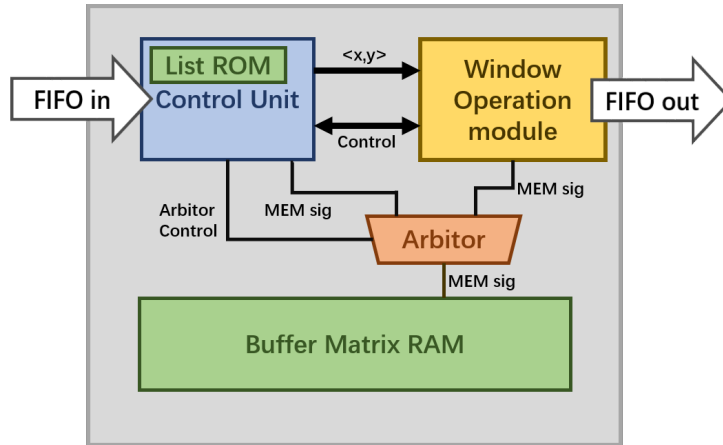 List ROM
<x,y>
Window
Operation
module
FIFO in
Control Unit
FIFO out
Control
Arbitor
Control
MEM sig
MEM sig
Arbitor
MEM sig
Buffer Matrix RAM